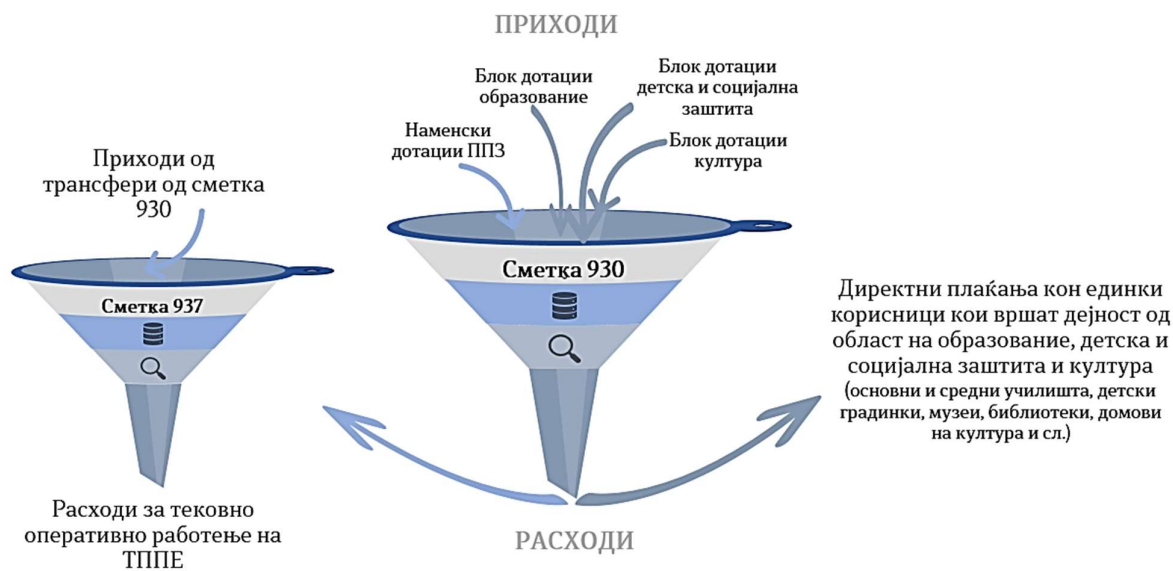 ПРИХОДИ
Блок дотации
образование
Блок дотации
детска и социјална
заштита
Наменски
дотации ППЗ
Блок дотации
култура
Приходи од
трансфери од сметка
930
Сметка 930
Сметка 937
Директни плаќања кон единки
корисници кои вршат дејност од
област на образование, детска и
социјална заштита и култура
(основни и средни училишта, детски
градинки, музеи, библиотеки, домови
на култура и сл.)
Расходи за тековно
оперативно работење на
ТППЕ
РАСХОДИ